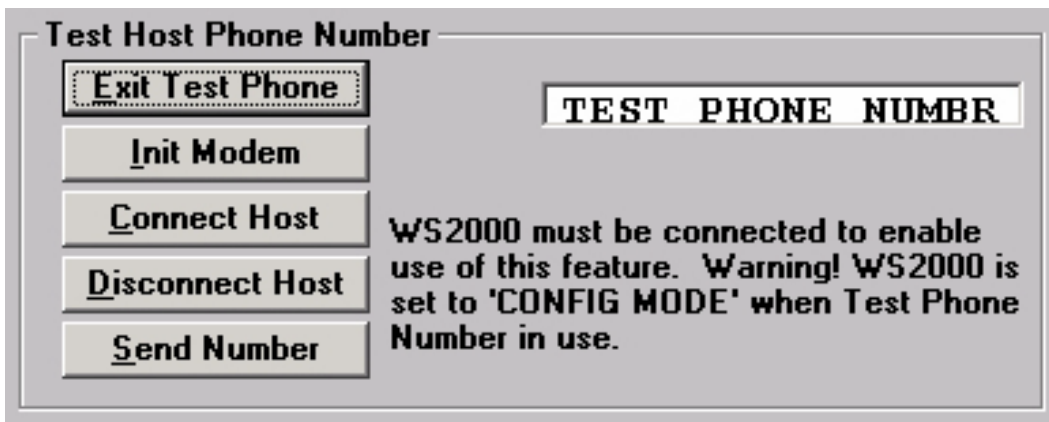 Test Host Phone Number
Exit Test Phone
TEST PHONE NUMBR
Init Modem
Connect Host
Disconnect Host
Send Number
WS2000 must be connected to enable
use of this feature. Warning! WS2000 is
set to 'CONFIG MODE' when Test Phone
Number in use.